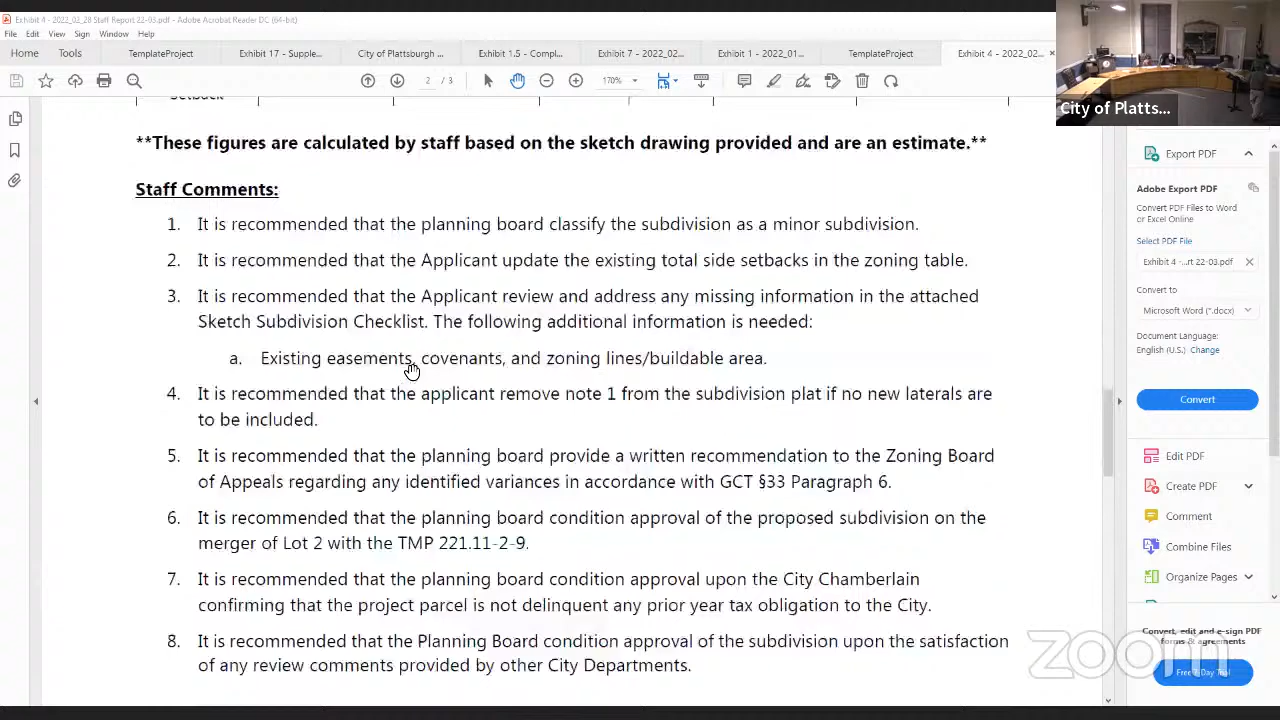 Exhibit 4 - 2022_02_28 Staff Report 22-03.pdf - Adobe Acrobat Reader DC (64-bit)
File Edit View Sign Window Help
Home Tools TemplateProject Exhibit 17 - Supple... City of Plattsburgh ... Exhibit 1.5 - Compl... Exhibit 7 - 2022_02... Exhibit 1 - 2022_01... TemplateProject Exhibit 4 - 2022_02...
2 / 3 170%
City of Platts...
Setback
**These figures are calculated by staff based on the sketch drawing provided and are an estimate.**
Staff Comments:
1. It is recommended that the planning board classify the subdivision as a minor subdivision.
2. It is recommended that the Applicant update the existing total side setbacks in the zoning table.
3. It is recommended that the Applicant review and address any missing information in the attached
Sketch Subdivision Checklist. The following additional information is needed:
a. Existing easements, covenants, and zoning lines/buildable area.
4. It is recommended that the applicant remove note 1 from the subdivision plat if no new laterals are
to be included.
5. It is recommended that the planning board provide a written recommendation to the Zoning Board
of Appeals regarding any identified variances in accordance with GCT §33 Paragraph 6.
6. It is recommended that the planning board condition approval of the proposed subdivision on the
merger of Lot 2 with the TMP 221.11-2-9.
7. It is recommended that the planning board condition approval upon the City Chamberlain
confirming that the project parcel is not delinquent any prior year tax obligation to the City.
8. It is recommended that the Planning Board condition approval of the subdivision upon the satisfaction
of any review comments provided by other City Departments.
Export PDF
Adobe Export PDF
Convert PDF Files to Word
or Excel Online
Select PDF File
Exhibit 4 -...rt 22-03.pdf
Convert to
Microsoft Word (*.docx)
Document Language:
English (U.S.) Change
Convert
Edit PDF
Create PDF
Comment
Combine Files
Organize Pages
Convert, edit and e-sign PDF
forms & agreements
Free 7-Day Trial
zoom